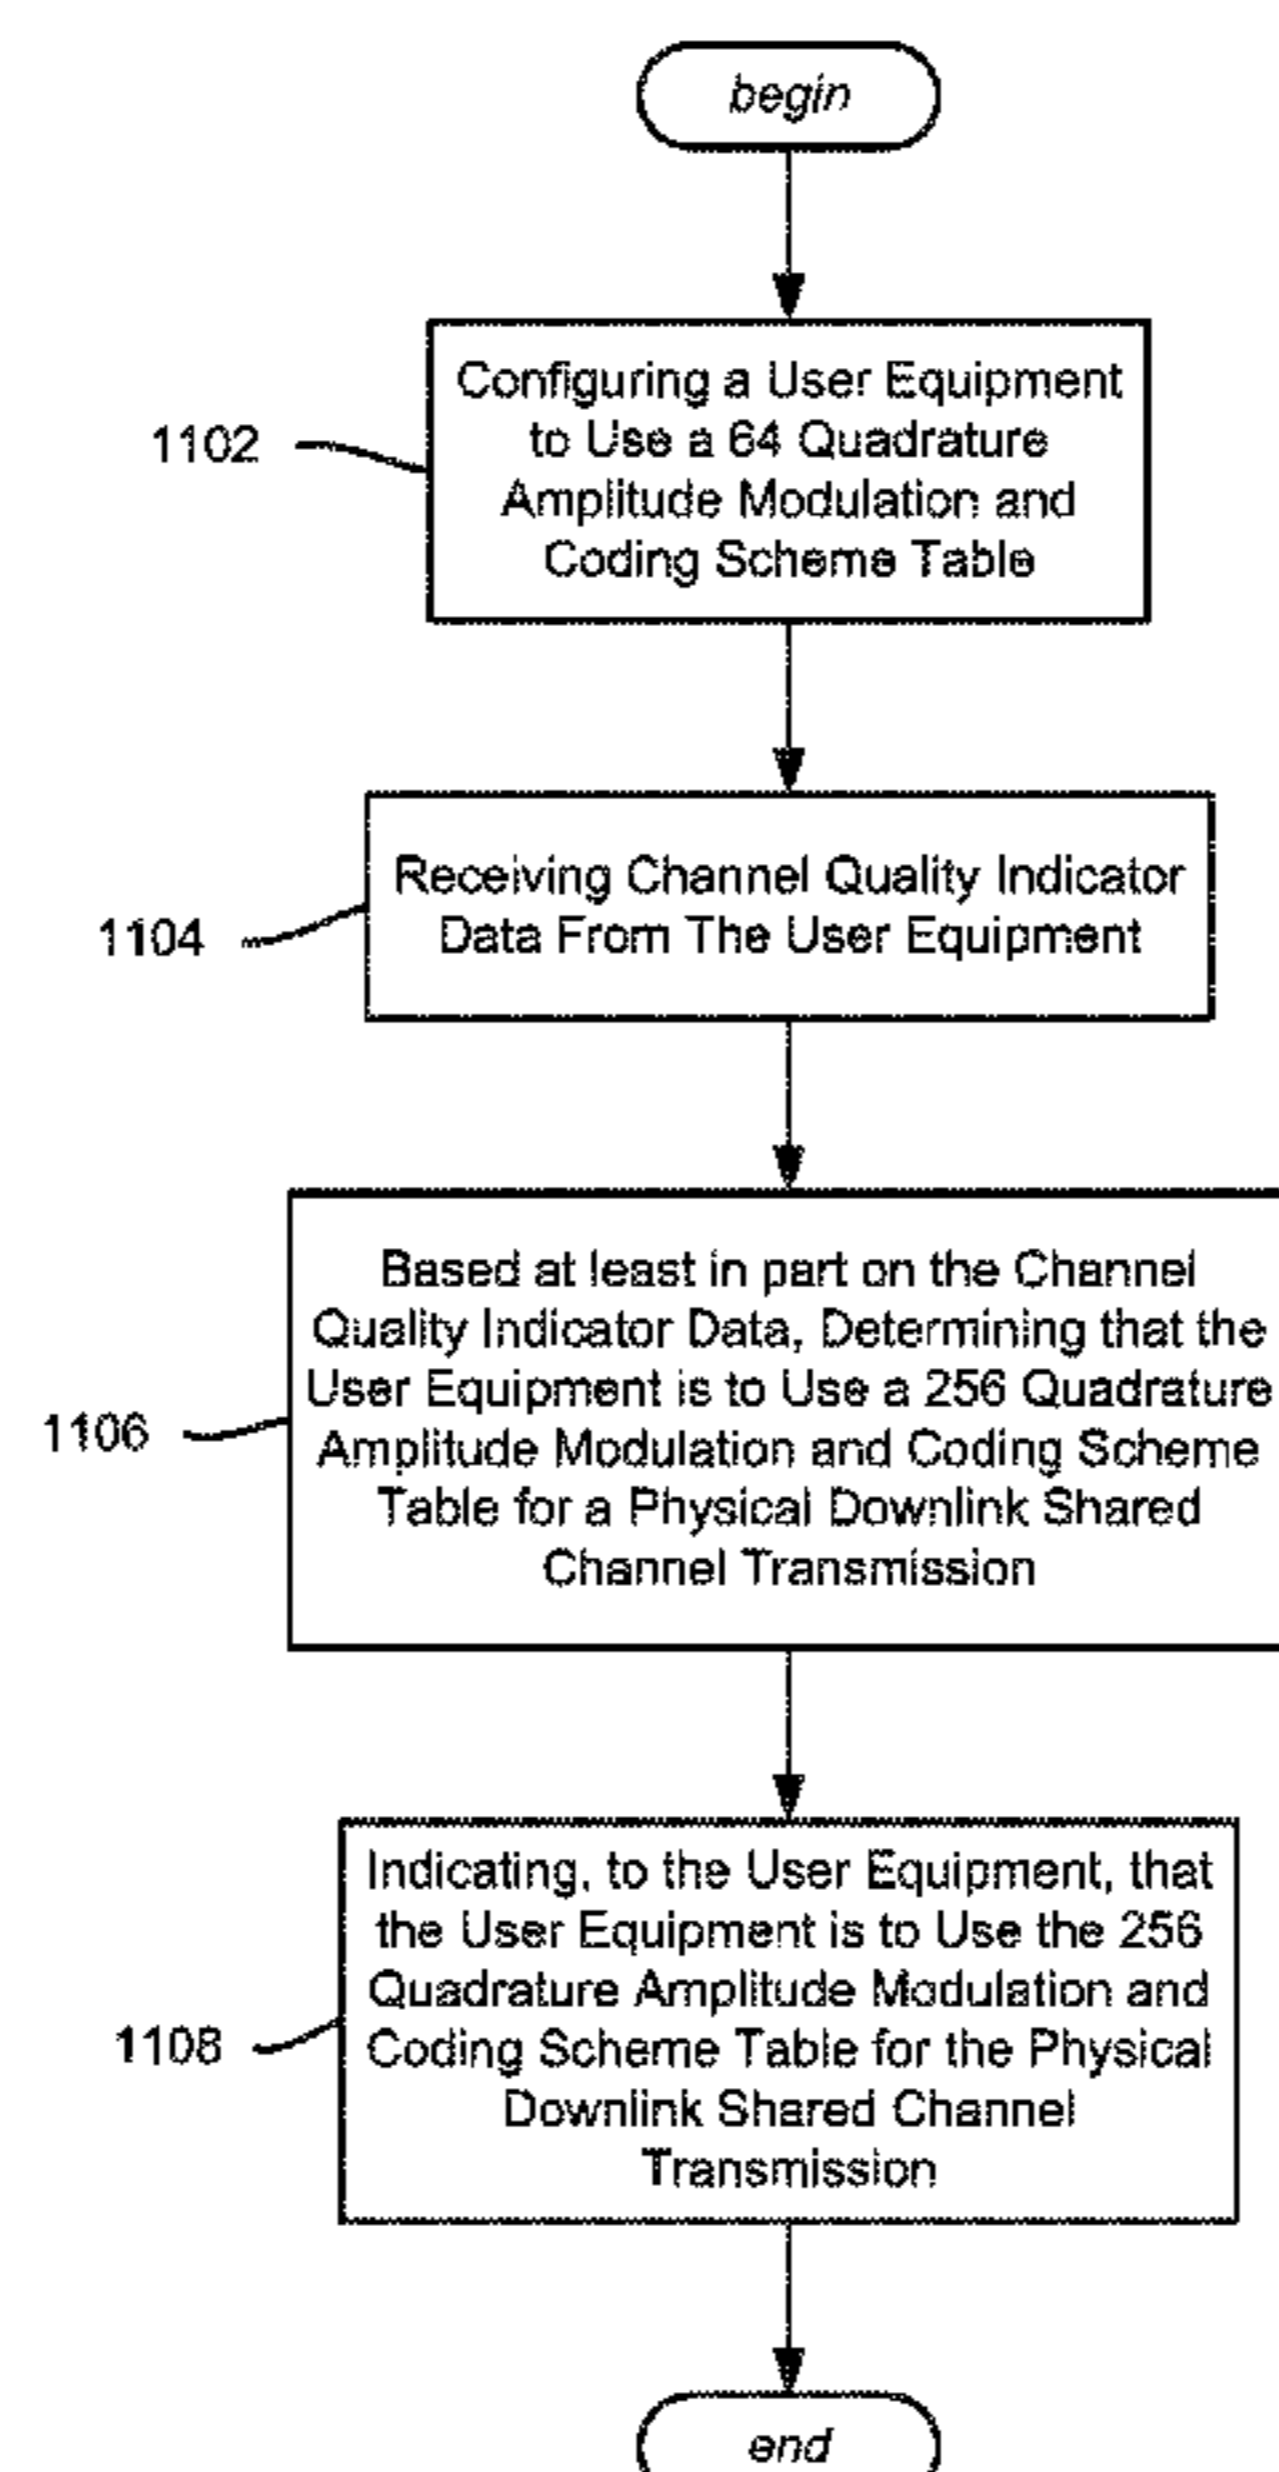 begin
Configuring a User Equipment
to Use a 64 Quadrature
Amplitude Modulation and
Coding Scheme Table
1102
Receiving Channel Quality Indicator
Data From The User Equipment
1104
Based at least in part on the Channel
Quality Indicator Data, Determining that the
User Equipment is to Use a 256 Quadrature
Amplitude Modulation and Coding Scheme
Table for a Physical Downlink Shared
Channel Transmission
1106
Indicating, to the User Equipment, that
the User Equipment is to Use the 256
Quadrature Amplitude Modulation and
Coding Scheme Table for the Physical
Downlink Shared Channel
Transmission
1108
end